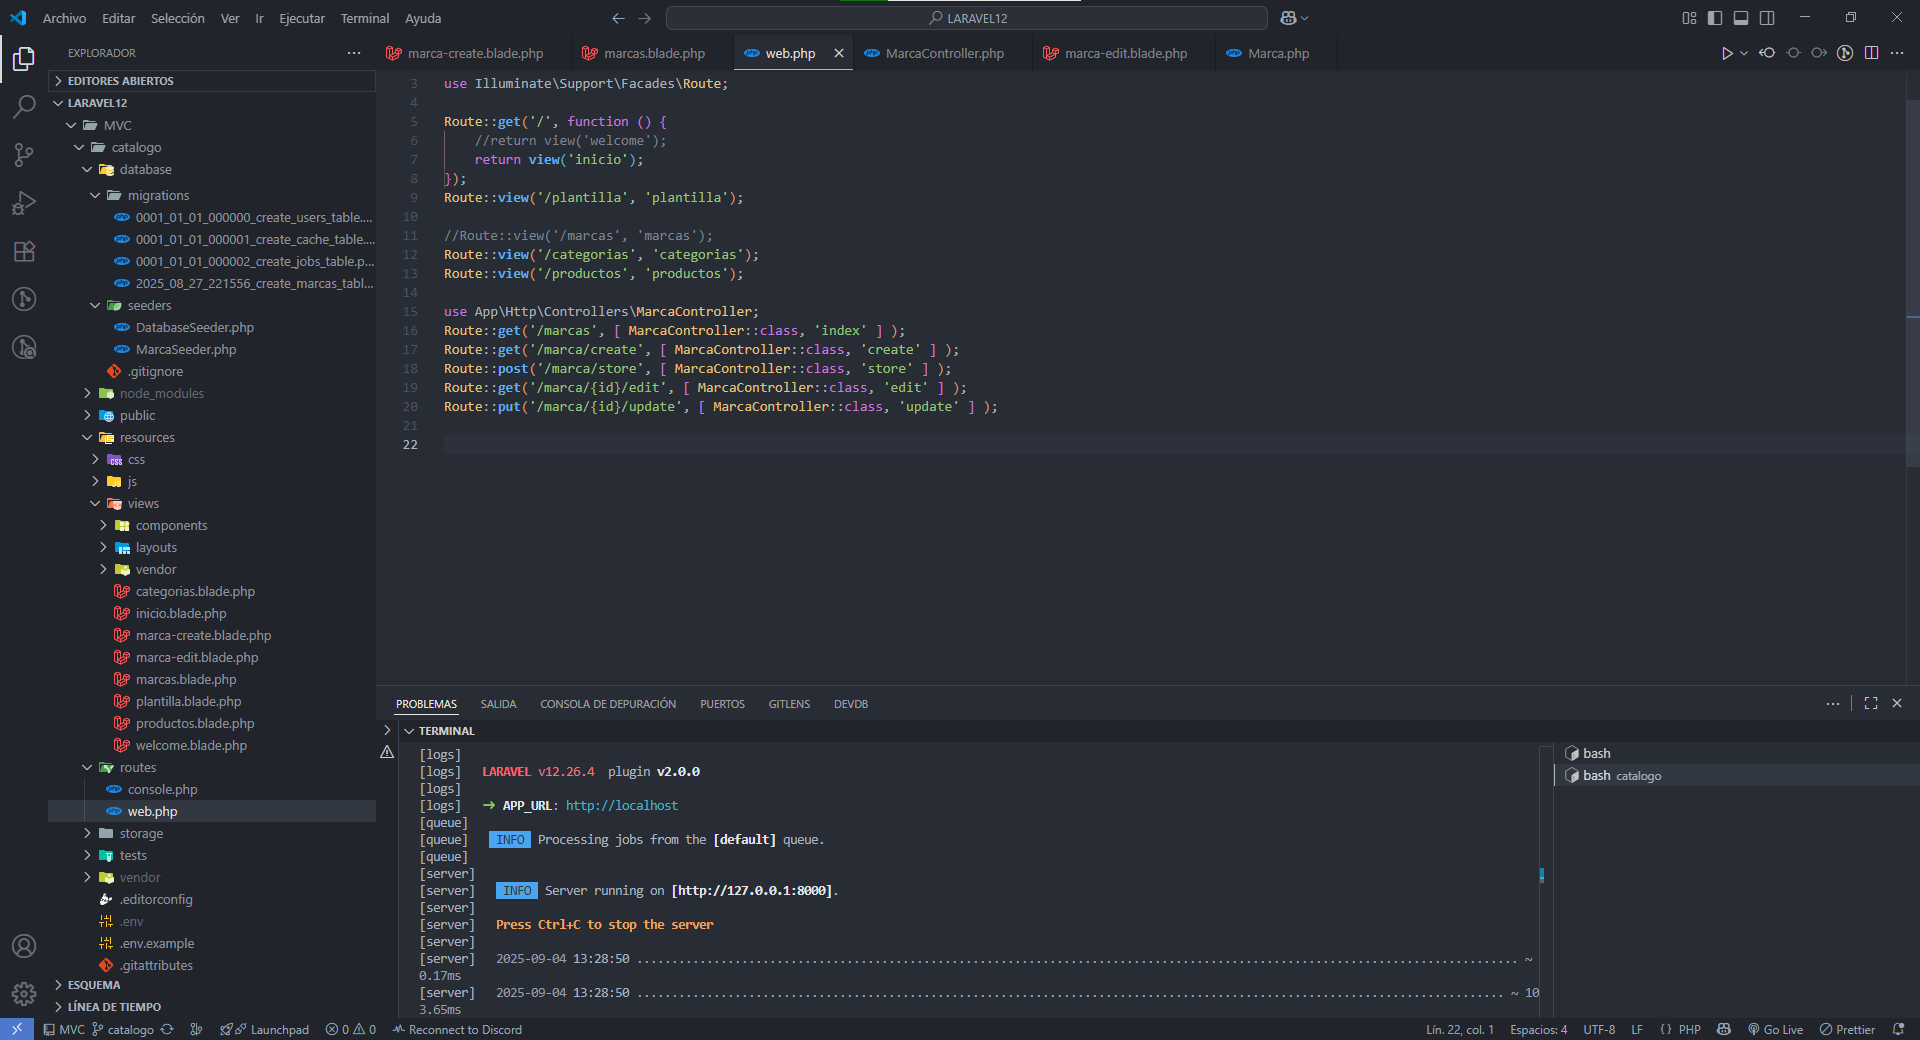 Archivo Editar Selección Ver Ir Ejecutar Terminal Ayuda
LARAVEL12
EXPLORADOR
marca-create.blade.php marcas.blade.php web.php MarcaController.php marca-edit.blade.php Marca.php
EDITORES ABIERTOS
LARAVEL12
MVC
catalogo
database
migrations
0001_01_01_000000_create_users_table....
0001_01_01_000001_create_cache_table....
0001_01_01_000002_create_jobs_table.p...
2025_08_27_221556_create_marcas_tabl...
seeders
DatabaseSeeder.php
MarcaSeeder.php
.gitignore
node_modules
public
resources
css
js
views
components
layouts
vendor
categorias.blade.php
inicio.blade.php
marca-create.blade.php
marca-edit.blade.php
marcas.blade.php
plantilla.blade.php
productos.blade.php
welcome.blade.php
routes
console.php
web.php
storage
tests
vendor
.editorconfig
.env
.env.example
.gitattributes
ESQUEMA
LÍNEA DE TIEMPO
3 use Illuminate\Support\Facades\Route;
4
5 Route::get('/', function () {
6 //return view('welcome');
7 return view('inicio');
8 });
9 Route::view('/plantilla', 'plantilla');
10
11 //Route::view('/marcas', 'marcas');
12 Route::view('/categorias', 'categorias');
13 Route::view('/productos', 'productos');
14
15 use App\Http\Controllers\MarcaController;
16 Route::get('/marcas', [ MarcaController::class, 'index' ] );
17 Route::get('/marca/create', [ MarcaController::class, 'create' ] );
18 Route::post('/marca/store', [ MarcaController::class, 'store' ] );
19 Route::get('/marca/{id}/edit', [ MarcaController::class, 'edit' ] );
20 Route::put('/marca/{id}/update', [ MarcaController::class, 'update' ] );
21
22
PROBLEMAS SALIDA CONSOLA DE DEPURACIÓN PUERTOS GITLENS DEVDB
TERMINAL
[logs]
[logs] LARAVEL v12.26.4 plugin v2.0.0
[logs]
[logs] ➜ APP_URL: http://localhost
[queue]
[queue] INFO Processing jobs from the [default] queue.
[queue]
[server]
[server] INFO Server running on [http://127.0.0.1:8000].
[server]
[server] Press Ctrl+C to stop the server
[server]
[server] 2025-09-04 13:28:50 ........................................ ~
0.17ms
[server] 2025-09-04 13:28:50 ........................................ ~ 10
3.65ms
bash
bash catalogo
MVC catalogo Launchpad 0 0 Reconnect to Discord Lín. 22, col. 1 Espacios: 4 UTF-8 LF {} PHP Go Live Prettier